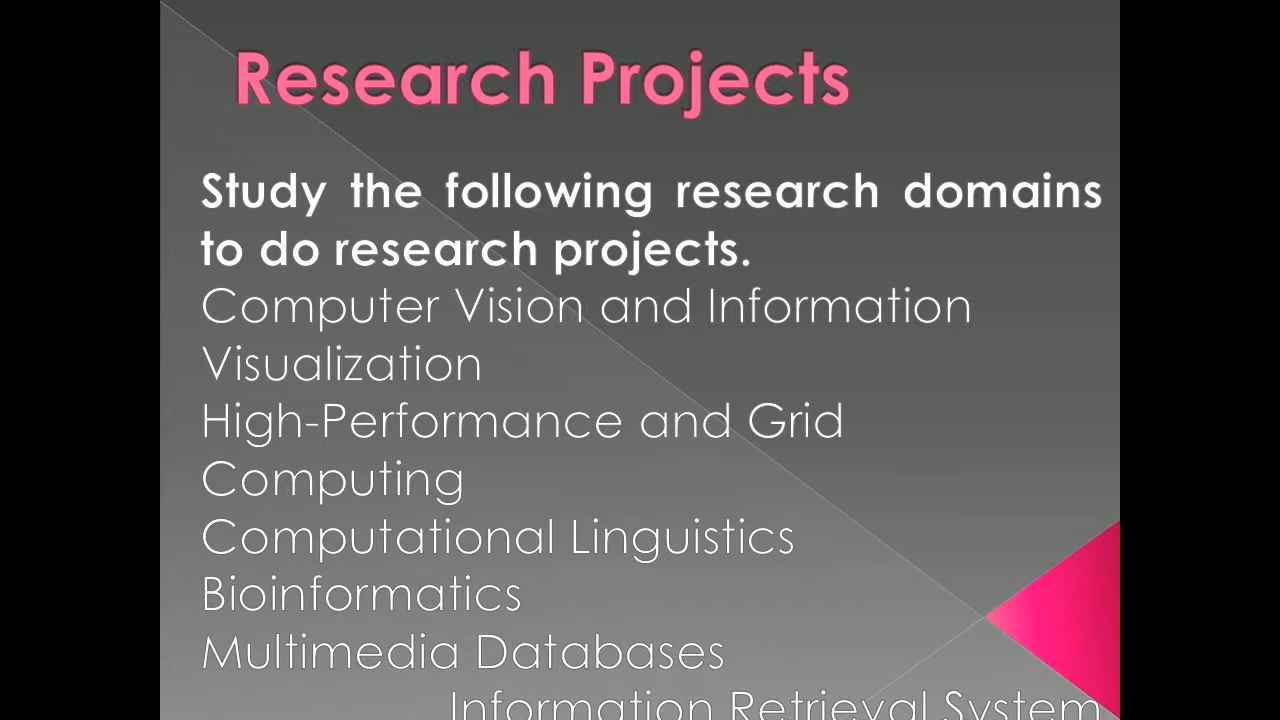 Research Projects
Study the following research domains
to do research projects.
Computer Vision and Information
Visualization
High-Performance and Grid
Computing
Computational Linguistics
Bioinformatics
Multimedia Databases
Information Retrieval System